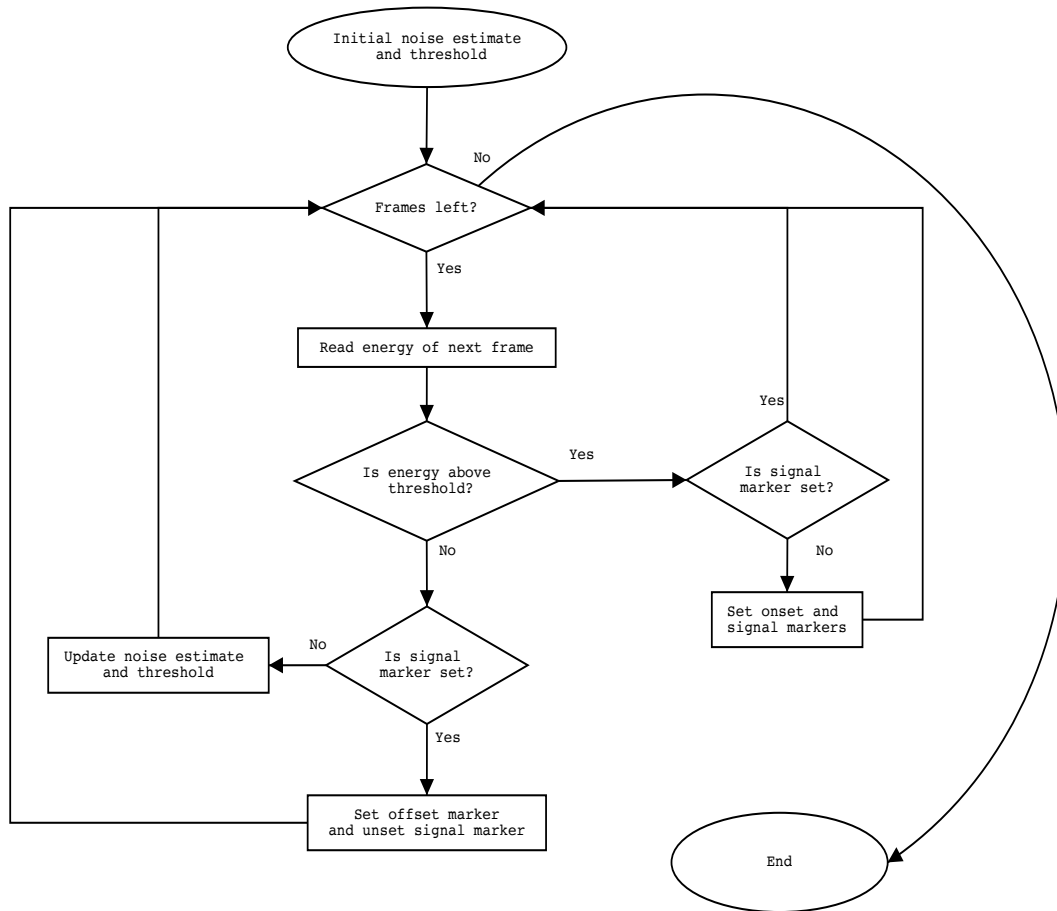 Initial noise estimate
and threshold
No
Frames left?
Yes
Read energy of next frame
Yes
Is energy above
threshold?
Yes
Is signal
marker set?
No
No
Set onset and
signal markers
No
Update noise estimate
and threshold
Is signal
marker set?
Yes
Set offset marker
and unset signal marker
End